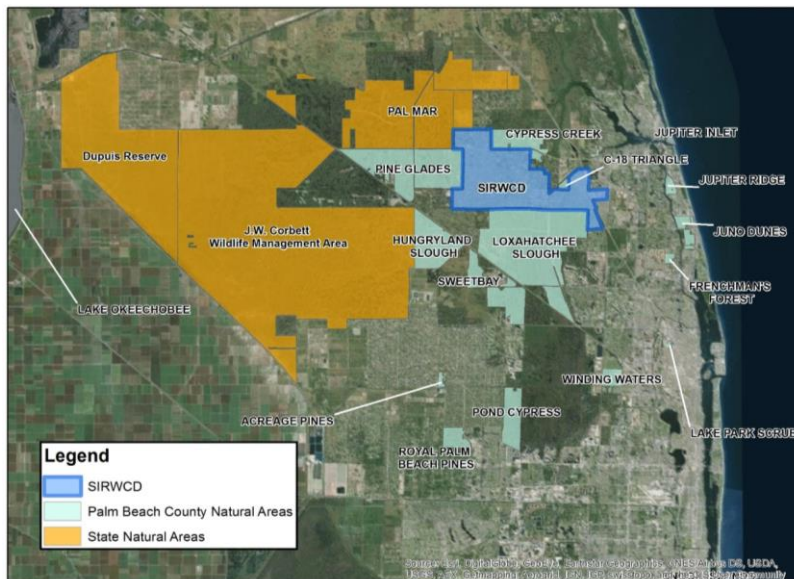 PAL MAR
CYPRESS CREEK
JUPITER INLET
C-18 TRIANGLE
Dupuis Reserve
PINE GLADES
JUPITER RIDGE
SIRWCD
J.W. Corbett
Wildlife Management Area
HUNGRYLAND
SLOUGH
LOXAHATCHEE
SLOUGH
JUNO DUNES
SWEETBAY
FRENCHMAN'S
FOREST
LAKE OKEECHOBEE
WINDING WATERS
ACREAGE PINES
POND CYPRESS
LAKE PARK SCRUB
ROYAL PALM
BEACH PINES
Legend
SIRWCD
Palm Beach County Natural Areas
State Natural Areas